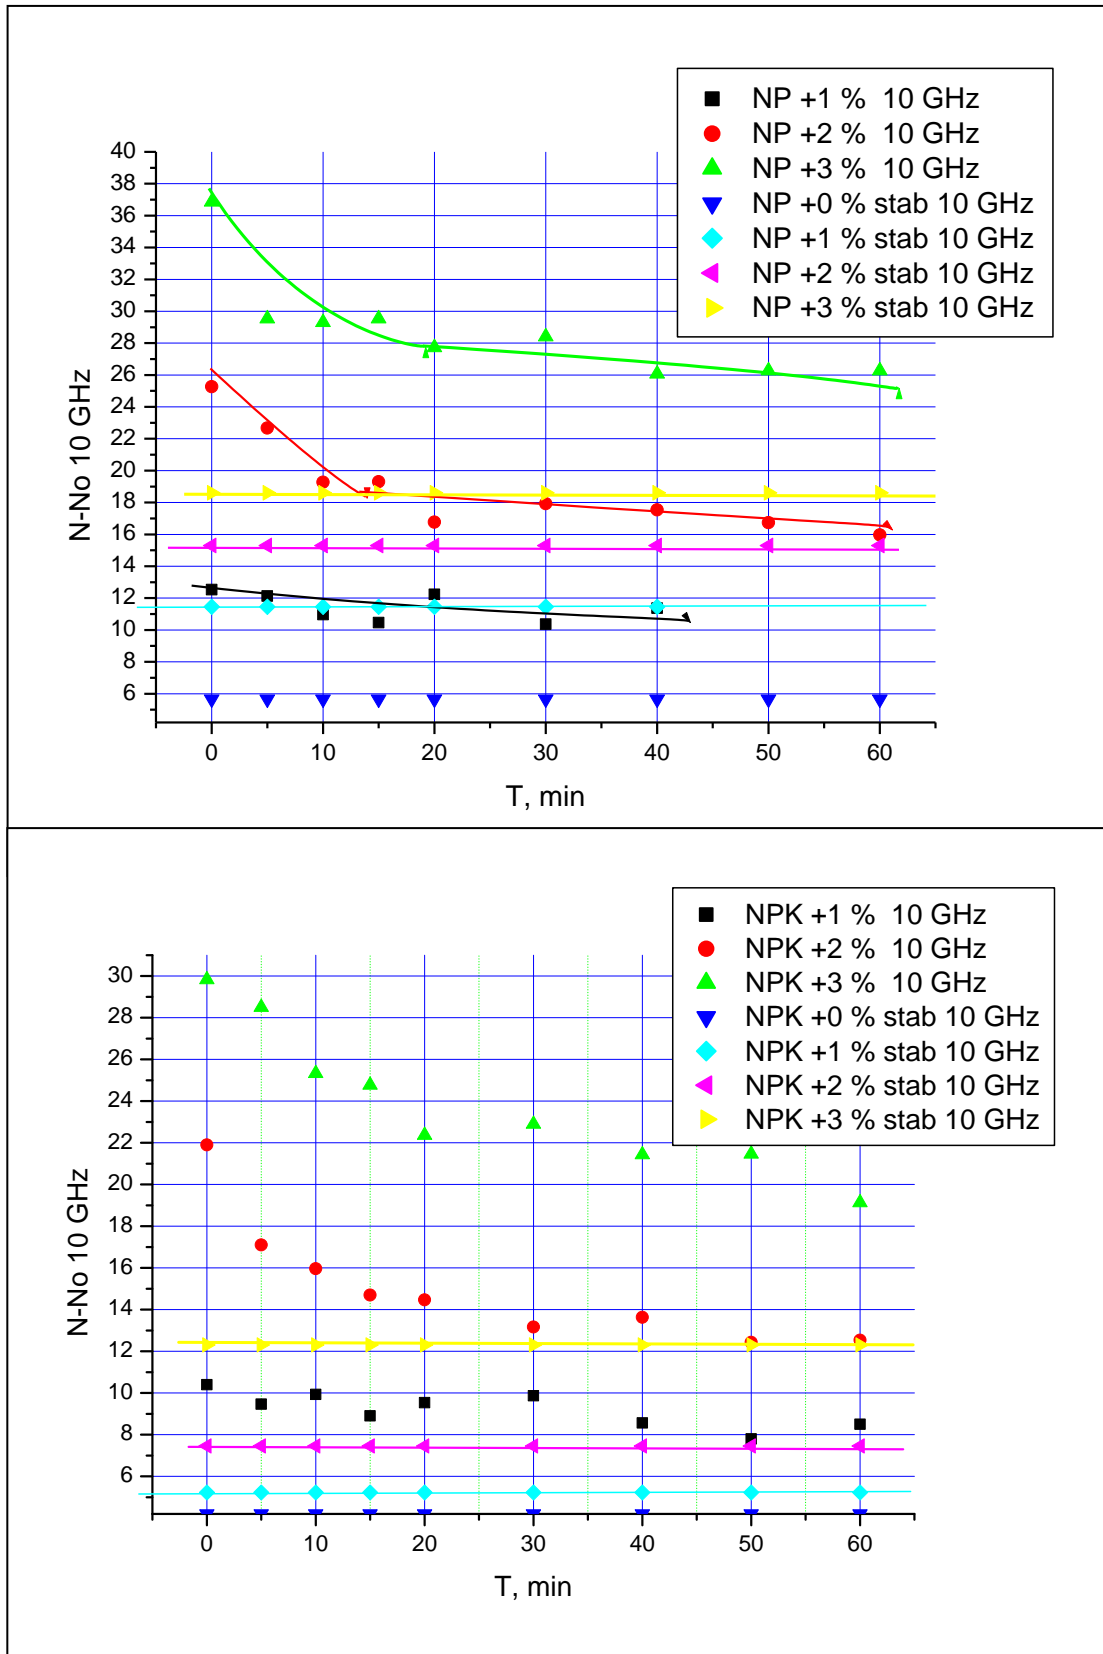 NP +1 %  10 GHz
NP +2 %  10 GHz
NP +3 %  10 GHz
NP +0 % stab 10 GHz
NP +1 % stab 10 GHz
NP +2 % stab 10 GHz
NP +3 % stab 10 GHz
40
38
36
34
32
30
28
26
24
22
20
18
16
14
12
10
8
6
N-No 10 GHz
0 10 20 30 40 50 60
T, min
NPK +1 %  10 GHz
NPK +2 %  10 GHz
NPK +3 %  10 GHz
NPK +0 % stab 10 GHz
NPK +1 % stab 10 GHz
NPK +2 % stab 10 GHz
NPK +3 % stab 10 GHz
30
28
26
24
22
20
18
16
14
12
10
8
6
N-No 10 GHz
0 10 20 30 40 50 60
T, min